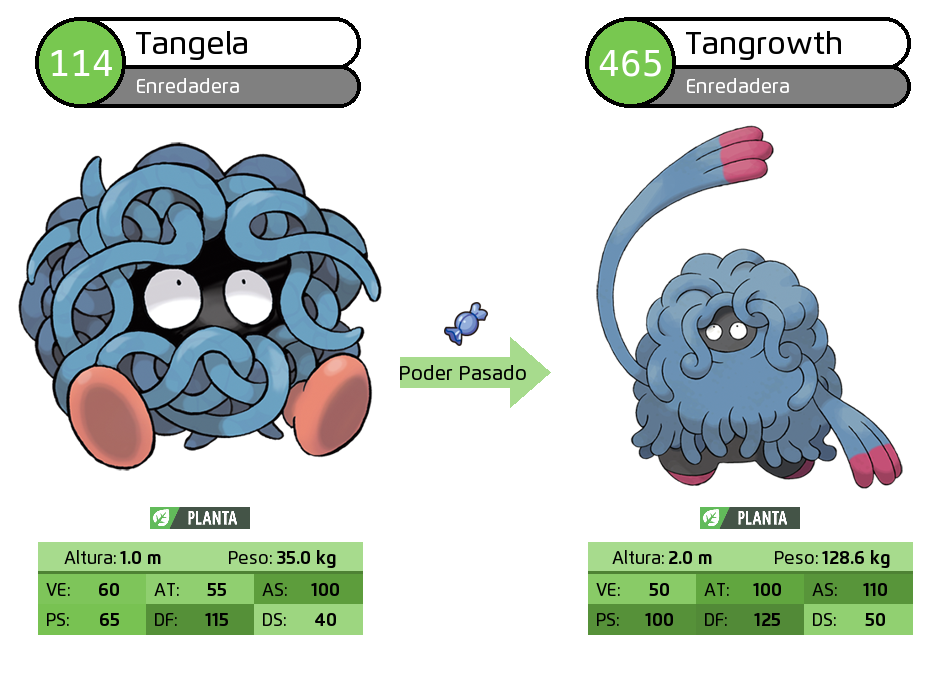 114 Tangela
Enredadera
465 Tangrowth
Enredadera
Poder Pasado
PLANTA
Altura: 1.0 m Peso: 35.0 kg
VE: 60 AT: 55 AS: 100
PS: 65 DF: 115 DS: 40
PLANTA
Altura: 2.0 m Peso: 128.6 kg
VE: 50 AT: 100 AS: 110
PS: 100 DF: 125 DS: 50